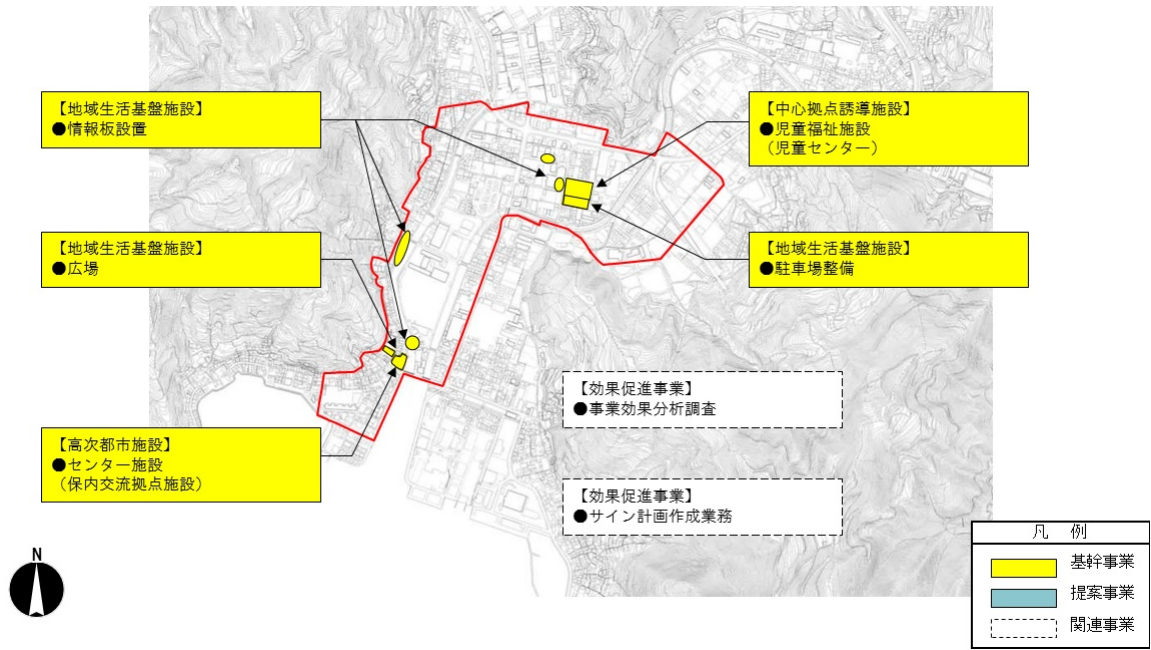 【地域生活基盤施設】
●情報板設置
【中心拠点誘導施設】
●児童福祉施設
（児童センター）
【地域生活基盤施設】
●広場
【地域生活基盤施設】
●駐車場整備
【効果促進事業】
●事業効果分析調査
【高次都市施設】
●センター施設
（保内交流拠点施設）
【効果促進事業】
●サイン計画作成業務
N
凡　例
基幹事業
提案事業
関連事業